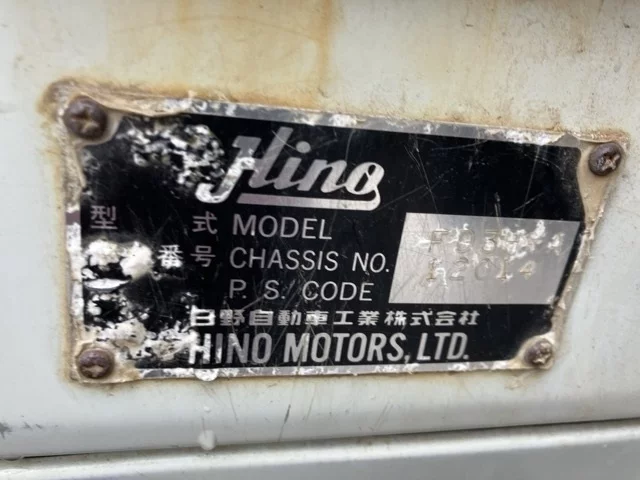 Hino
型 式 MODEL
番号 CHASSIS NO. 12014
P. S. CODE
日野自動車工業株式会社
HINO MOTORS, LTD.